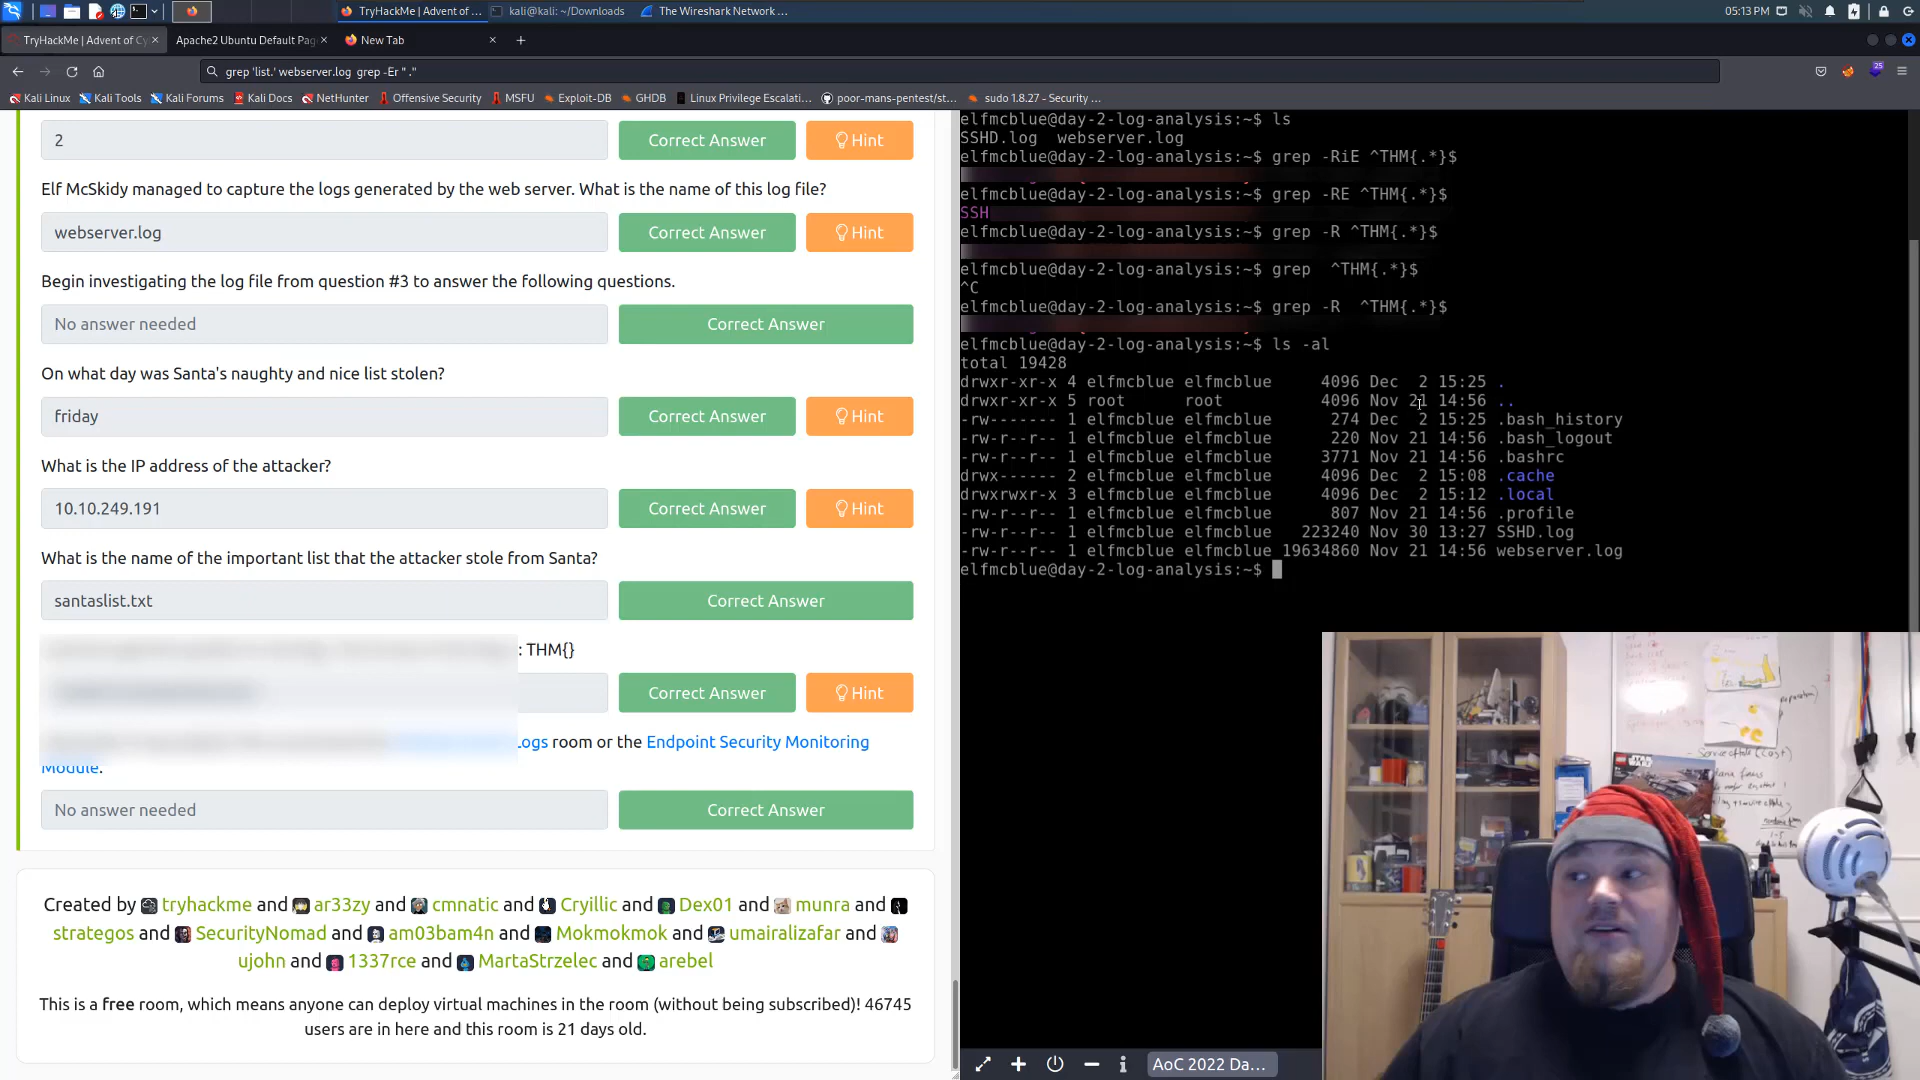 TryHackMe | Advent of ...
kali@kali: ~/Downloads
The Wireshark Network ...
05:13 PM
TryHackMe | Advent of Cy
Apache2 Ubuntu Default Pag
New Tab
grep 'list.' webserver.log grep -Er " ."
25
Kali Linux
Kali Tools
Kali Forums
Kali Docs
NetHunter
Offensive Security
MSFU
Exploit-DB
GHDB
Linux Privilege Escalati...
poor-mans-pentest/st...
sudo 1.8.27 - Security ...
2
Correct Answer
Hint
Elf McSkidy managed to capture the logs generated by the web server. What is the name of this log file?
webserver.log
Correct Answer
Hint
Begin investigating the log file from question #3 to answer the following questions.
No answer needed
Correct Answer
On what day was Santa's naughty and nice list stolen?
friday
Correct Answer
Hint
What is the IP address of the attacker?
10.10.249.191
Correct Answer
Hint
What is the name of the important list that the attacker stole from Santa?
santaslist.txt
Correct Answer
: THM{}
Correct Answer
Hint
Logs room or the Endpoint Security Monitoring
Module.
No answer needed
Correct Answer
Created by tryhackme and ar33zy and cmnatic and Cryillic and Dex01 and munra and
strategos and SecurityNomad and am03bam4n and Mokmokmok and umairalizafar and
ujohn and 1337rce and MartaStrzelec and arebel
This is a free room, which means anyone can deploy virtual machines in the room (without being subscribed)! 46745
users are in here and this room is 21 days old.
elfmcblue@day-2-log-analysis:~$ ls
SSHD.log  webserver.log
elfmcblue@day-2-log-analysis:~$ grep -RiE ^THM{.*}$
elfmcblue@day-2-log-analysis:~$ grep -RE ^THM{.*}$
SSH
elfmcblue@day-2-log-analysis:~$ grep -R ^THM{.*}$
elfmcblue@day-2-log-analysis:~$ grep  ^THM{.*}$
^C
elfmcblue@day-2-log-analysis:~$ grep -R  ^THM{.*}$
elfmcblue@day-2-log-analysis:~$ ls -al
total 19428
drwxr-xr-x 4 elfmcblue elfmcblue     4096 Dec  2 15:25 .
drwxr-xr-x 5 root      root          4096 Nov 21 14:56 ..
-rw------- 1 elfmcblue elfmcblue      274 Dec  2 15:25 .bash_history
-rw-r--r-- 1 elfmcblue elfmcblue      220 Nov 21 14:56 .bash_logout
-rw-r--r-- 1 elfmcblue elfmcblue     3771 Nov 21 14:56 .bashrc
drwx------ 2 elfmcblue elfmcblue     4096 Dec  2 15:08 .cache
drwxrwxr-x 3 elfmcblue elfmcblue     4096 Dec  2 15:12 .local
-rw-r--r-- 1 elfmcblue elfmcblue      807 Nov 21 14:56 .profile
-rw-r--r-- 1 elfmcblue elfmcblue   223240 Nov 30 13:27 SSHD.log
-rw-r--r-- 1 elfmcblue elfmcblue 19634860 Nov 21 14:56 webserver.log
elfmcblue@day-2-log-analysis:~$
STAR
WARS
AoC 2022 Da...